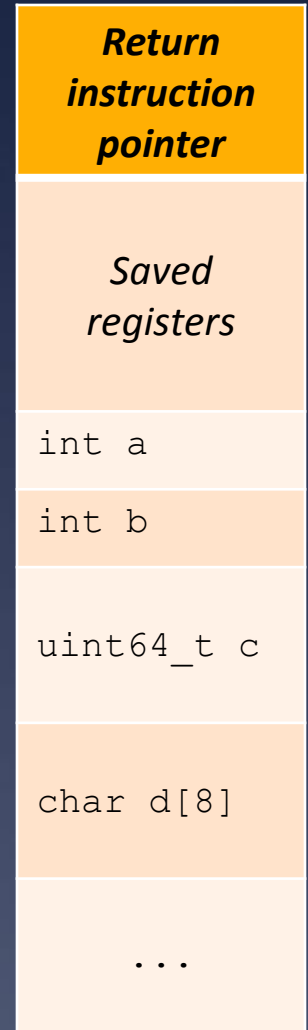 Return
instruction
pointer
Saved
registers
int a
int b
uint64_t c
char d[8]
...